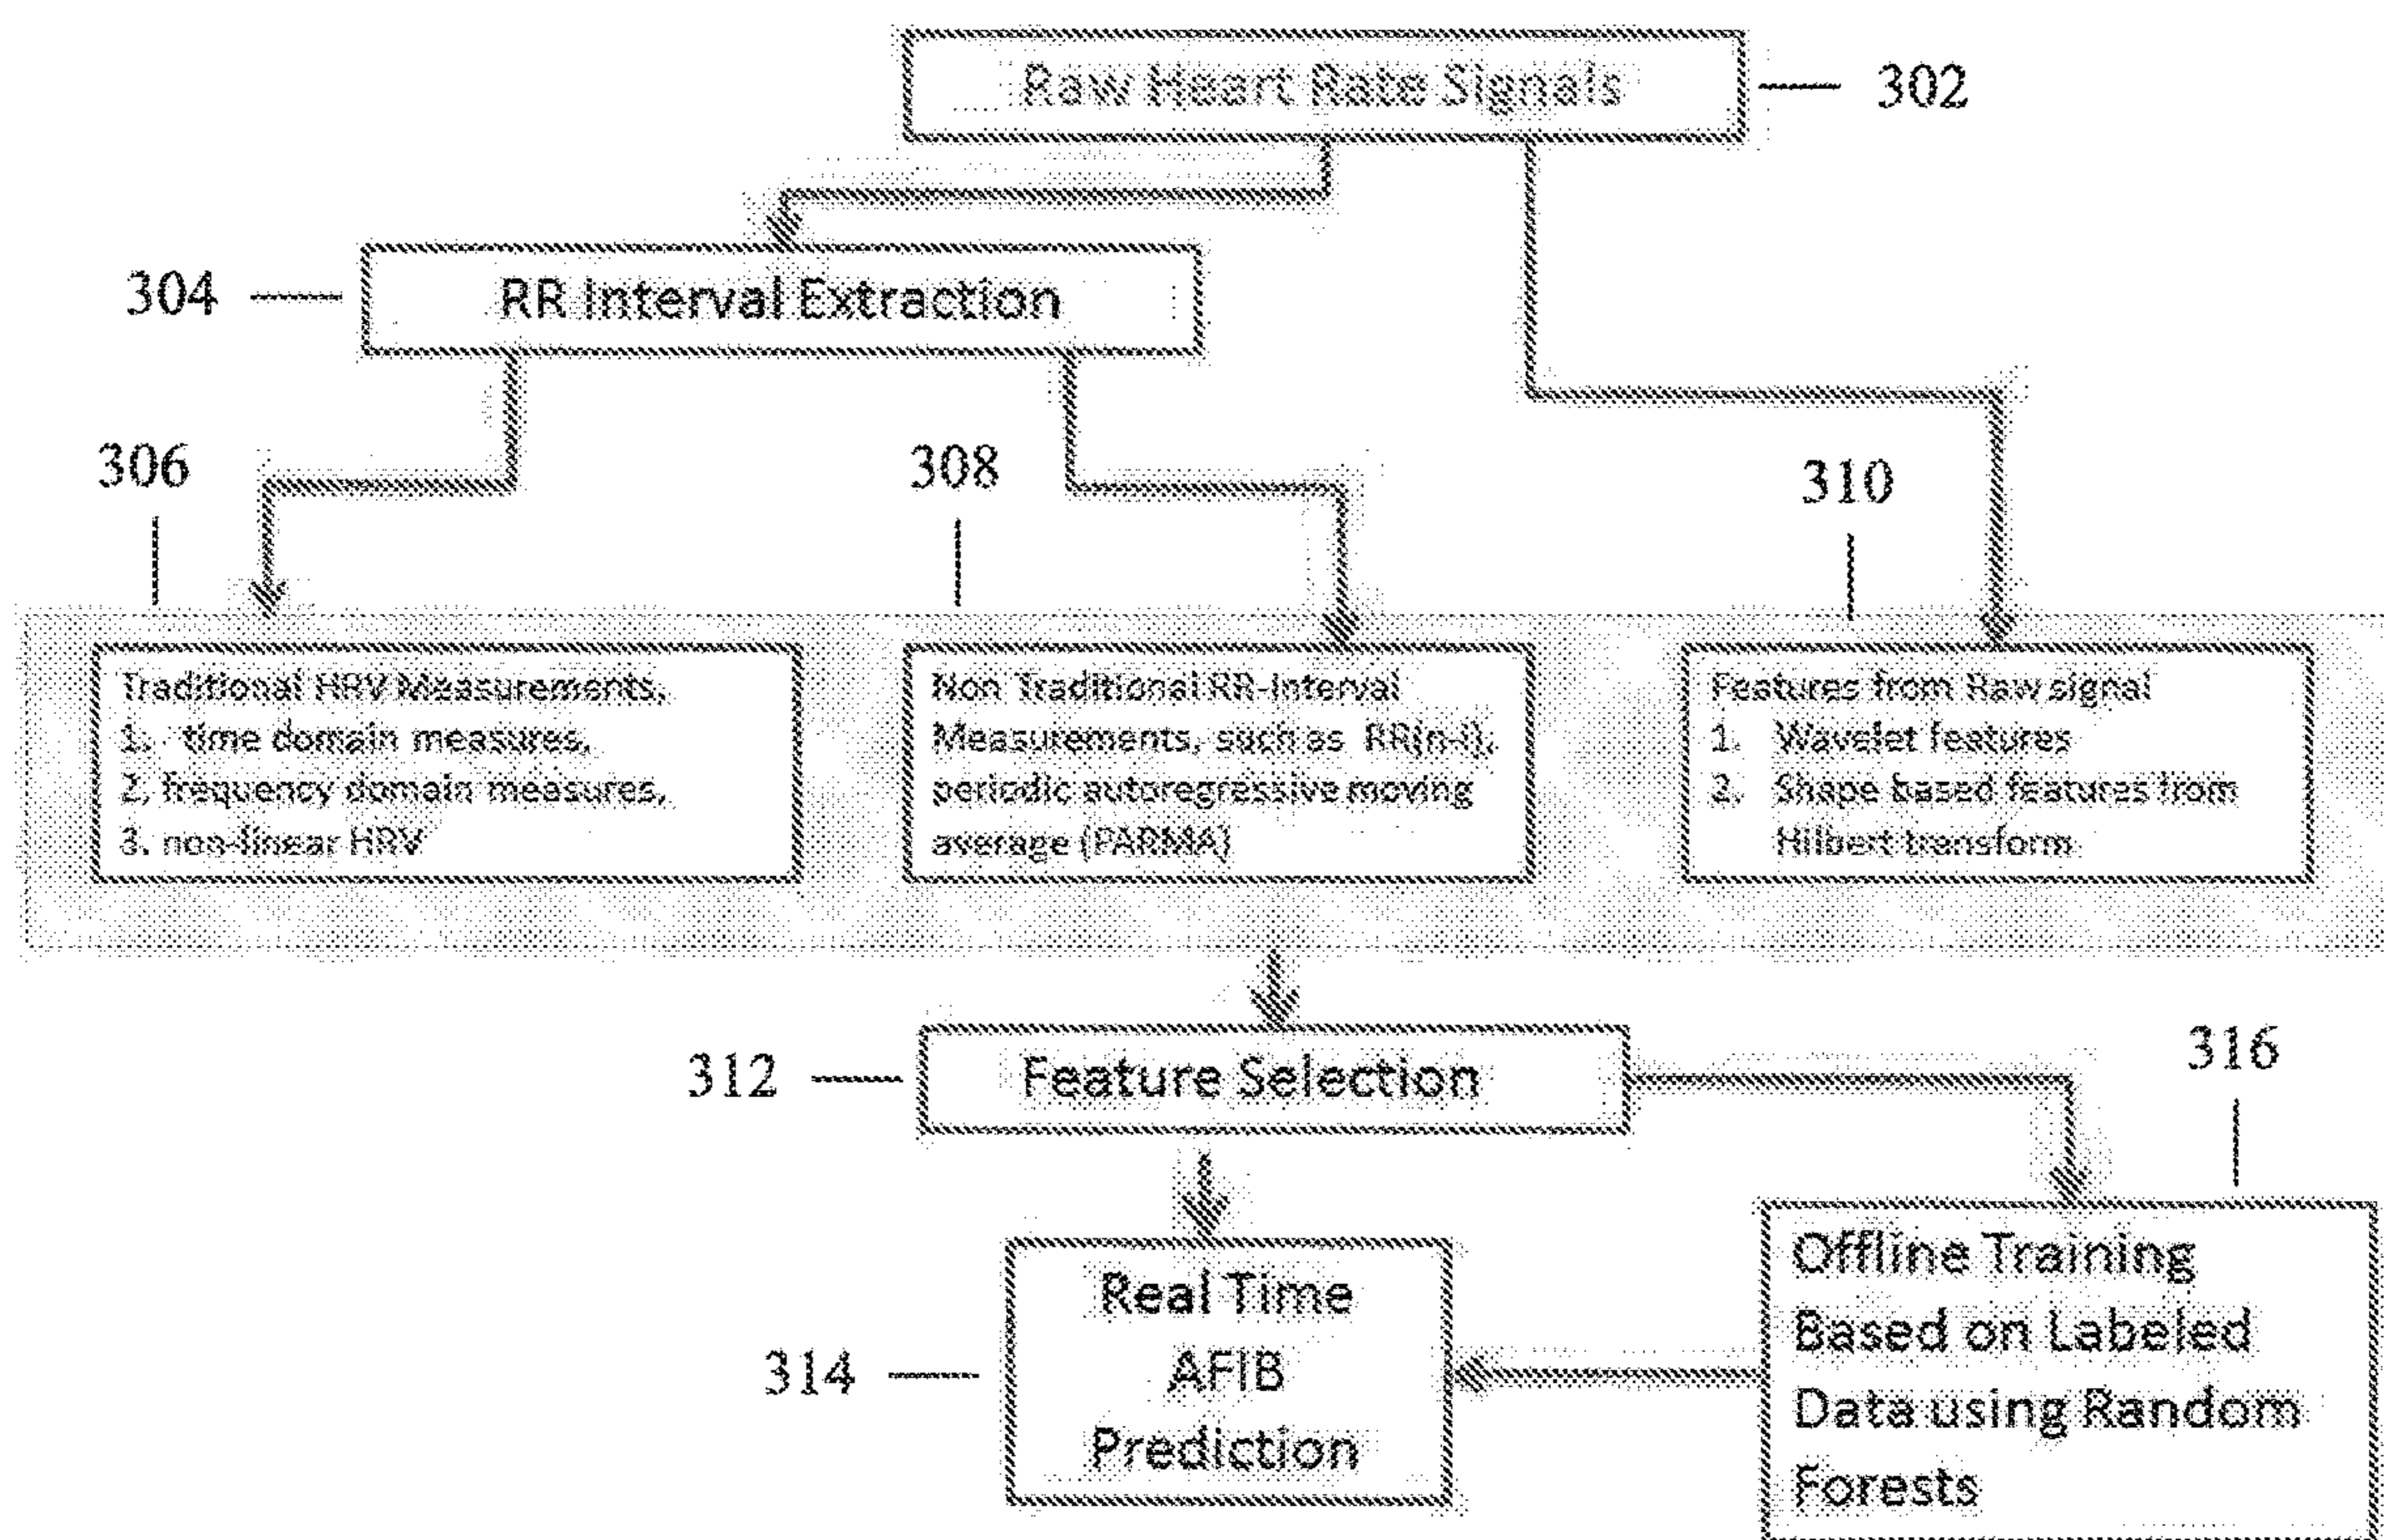 Raw Heart Rate Signals
302
304
RR Interval Extraction
306
308
310
Traditional HRV Measurements,
1. time domain measures,
2. frequency domain measures,
3. non-linear HRV
Non Traditional RR-Interval
Measurements, such as RR(n-i),
periodic autoregressive moving
average (PARMA)
Features from Raw signal
1. Wavelet features
2. Shape based features from
Hilbert transform
312
Feature Selection
316
314
Real Time
AFIB
Prediction
Offline Training
Based on Labeled
Data using Random
Forests